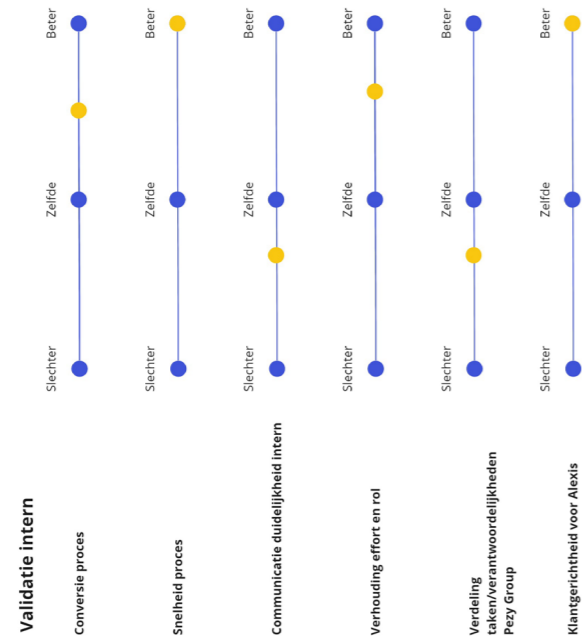 Validatie intern
Conversie proces
Slechter
Zelfde
Beter
Snelheid proces
Slechter
Zelfde
Beter
Communicatie duidelijkheid intern
Slechter
Zelfde
Beter
Verhouding effort en rol
Slechter
Zelfde
Beter
Verdeling
taken/verantwoordelijkheden
Pezy Group
Slechter
Zelfde
Beter
Klantgerichtheid voor Alexis
Slechter
Zelfde
Beter